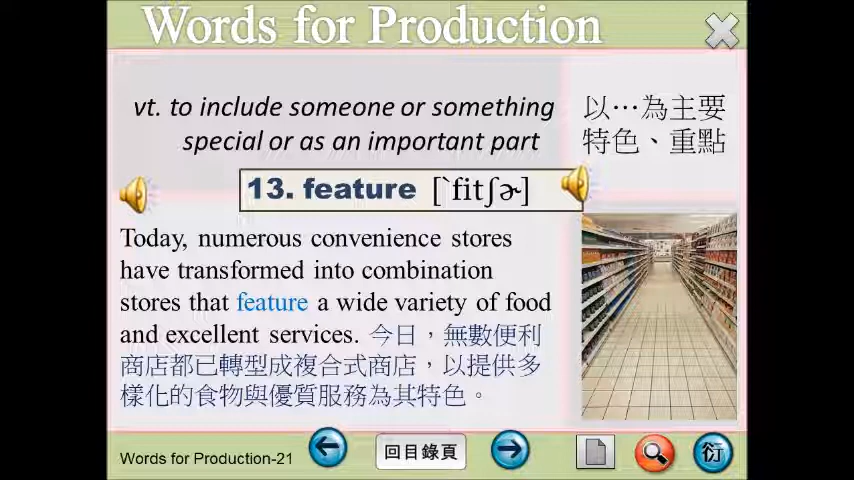 Words for Production
vt. to include someone or something
special or as an important part
以…為主要
特色、重點
13. feature [ˋfitʃɚ]
Today, numerous convenience stores
have transformed into combination
stores that feature a wide variety of food
and excellent services. 今日，無數便利
商店都已轉型成複合式商店，以提供多
樣化的食物與優質服務為其特色。
Words for Production-21
回目錄頁
衍